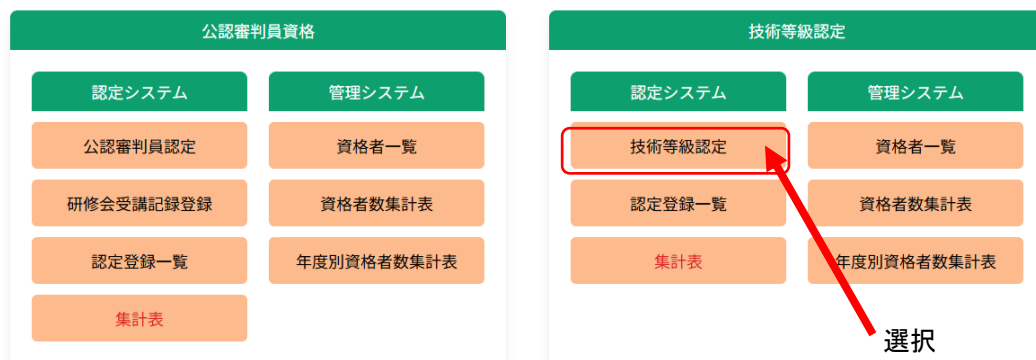 公認審判員資格
認定システム
管理システム
公認審判員認定
資格者一覧
研修会受講記録登録
資格者数集計表
認定登録一覧
年度別資格者数集計表
集計表
技術等級認定
認定システム
管理システム
技術等級認定
資格者一覧
認定登録一覧
資格者数集計表
集計表
年度別資格者数集計表
選択